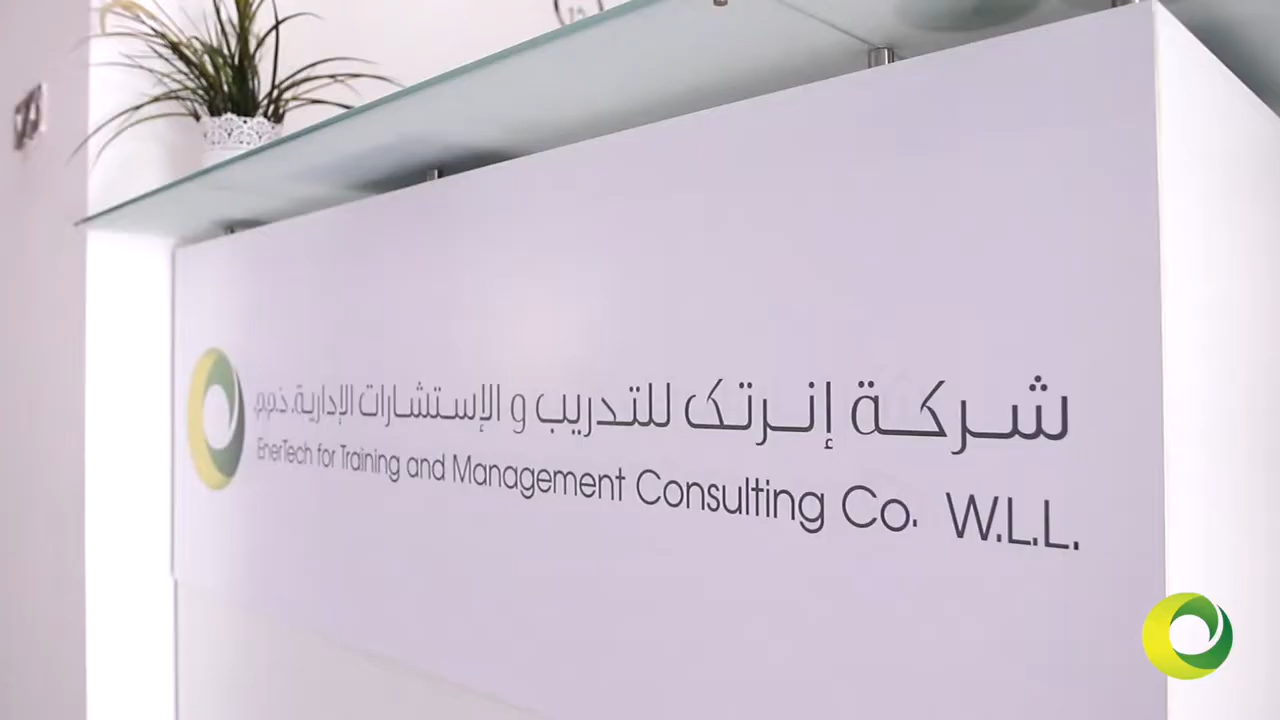 شركة إنرتك للتدريب و الإستشارات الإدارية. ذ.م.م.
EnerTech for Training and Management Consulting Co. W.L.L.